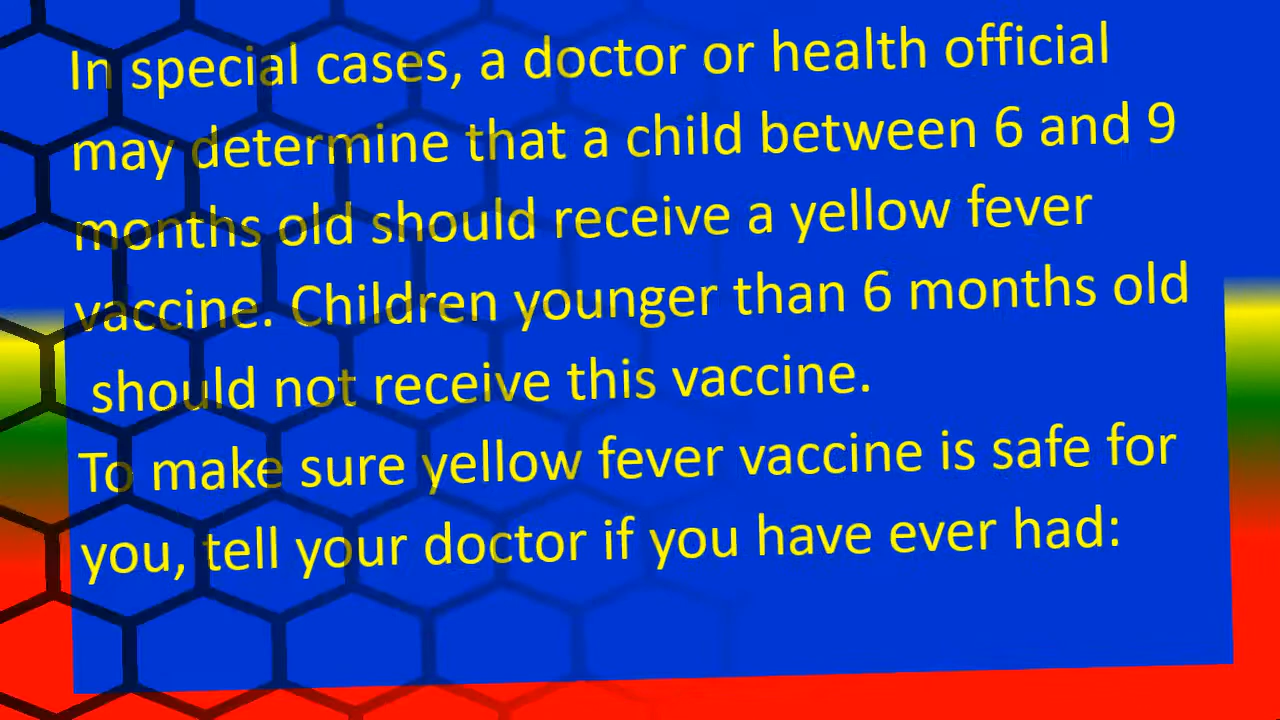 In special cases, a doctor or health official
may determine that a child between 6 and 9
months old should receive a yellow fever
vaccine. Children younger than 6 months old
should not receive this vaccine.
To make sure yellow fever vaccine is safe for
you, tell your doctor if you have ever had: